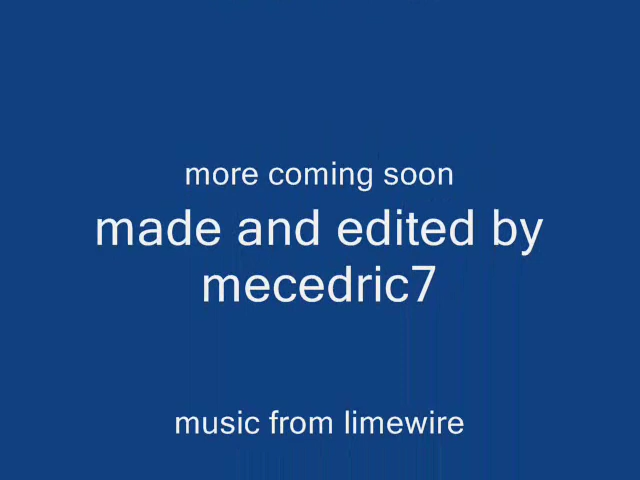 more coming soon
made and edited by
mecedric7
music from limewire